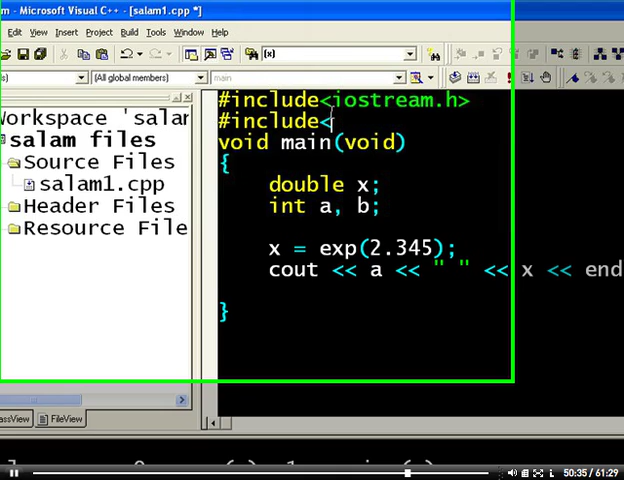 m - Microsoft Visual C++ - [salam1.cpp *]
Edit View Insert Project Build Tools Window Help
(All global members) main
Workspace 'salar
salam files
Source Files
salam1.cpp
Header Files
Resource File
#include<iostream.h>
#include<
void main(void)
{
double x;
int a, b;
x = exp(2.345);
cout << a << " " << x << end
}
assView FileView
50:35 / 61:29